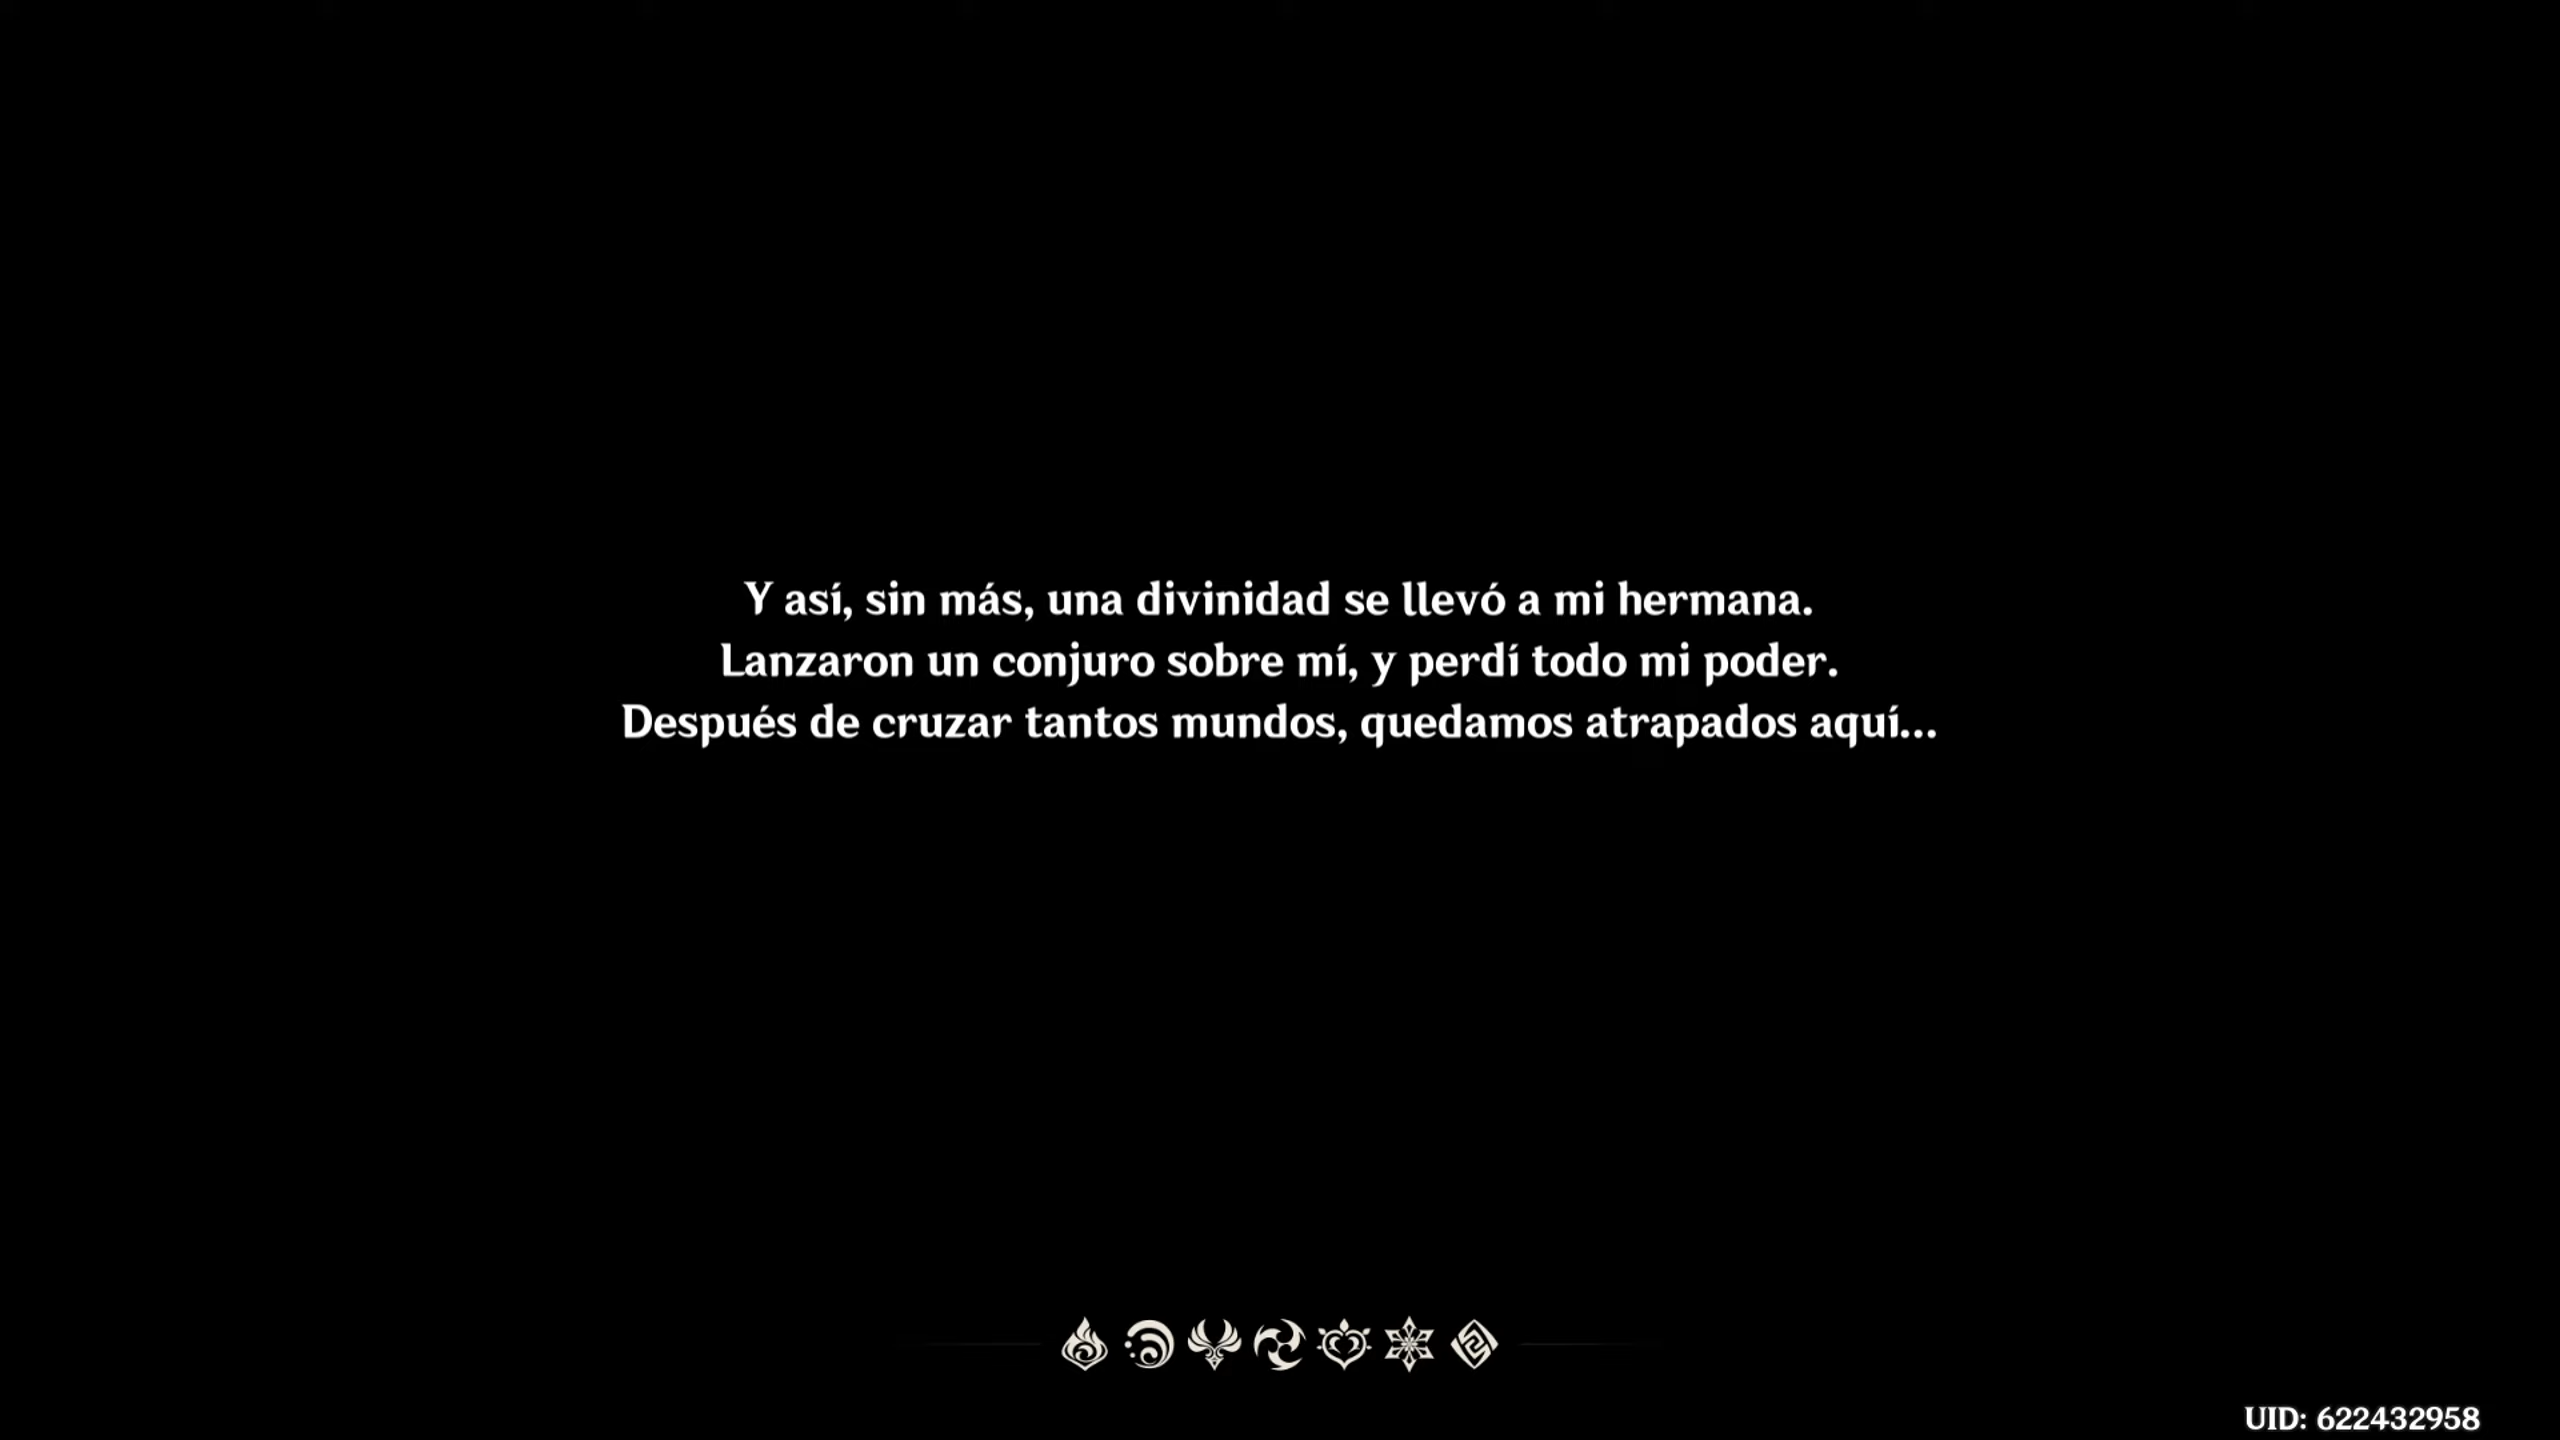 Y así, sin más, una divinidad se llevó a mi hermana.
Lanzaron un conjuro sobre mí, y perdí todo mi poder.
Después de cruzar tantos mundos, quedamos atrapados aquí...
UID: 622432958